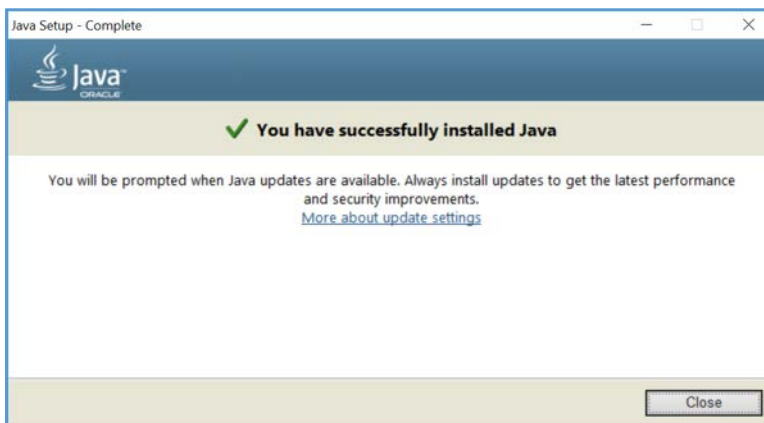 Java Setup - Complete
Java™
ORACLE
You have successfully installed Java
You will be prompted when Java updates are available. Always install updates to get the latest performance
and security improvements.
More about update settings
Close